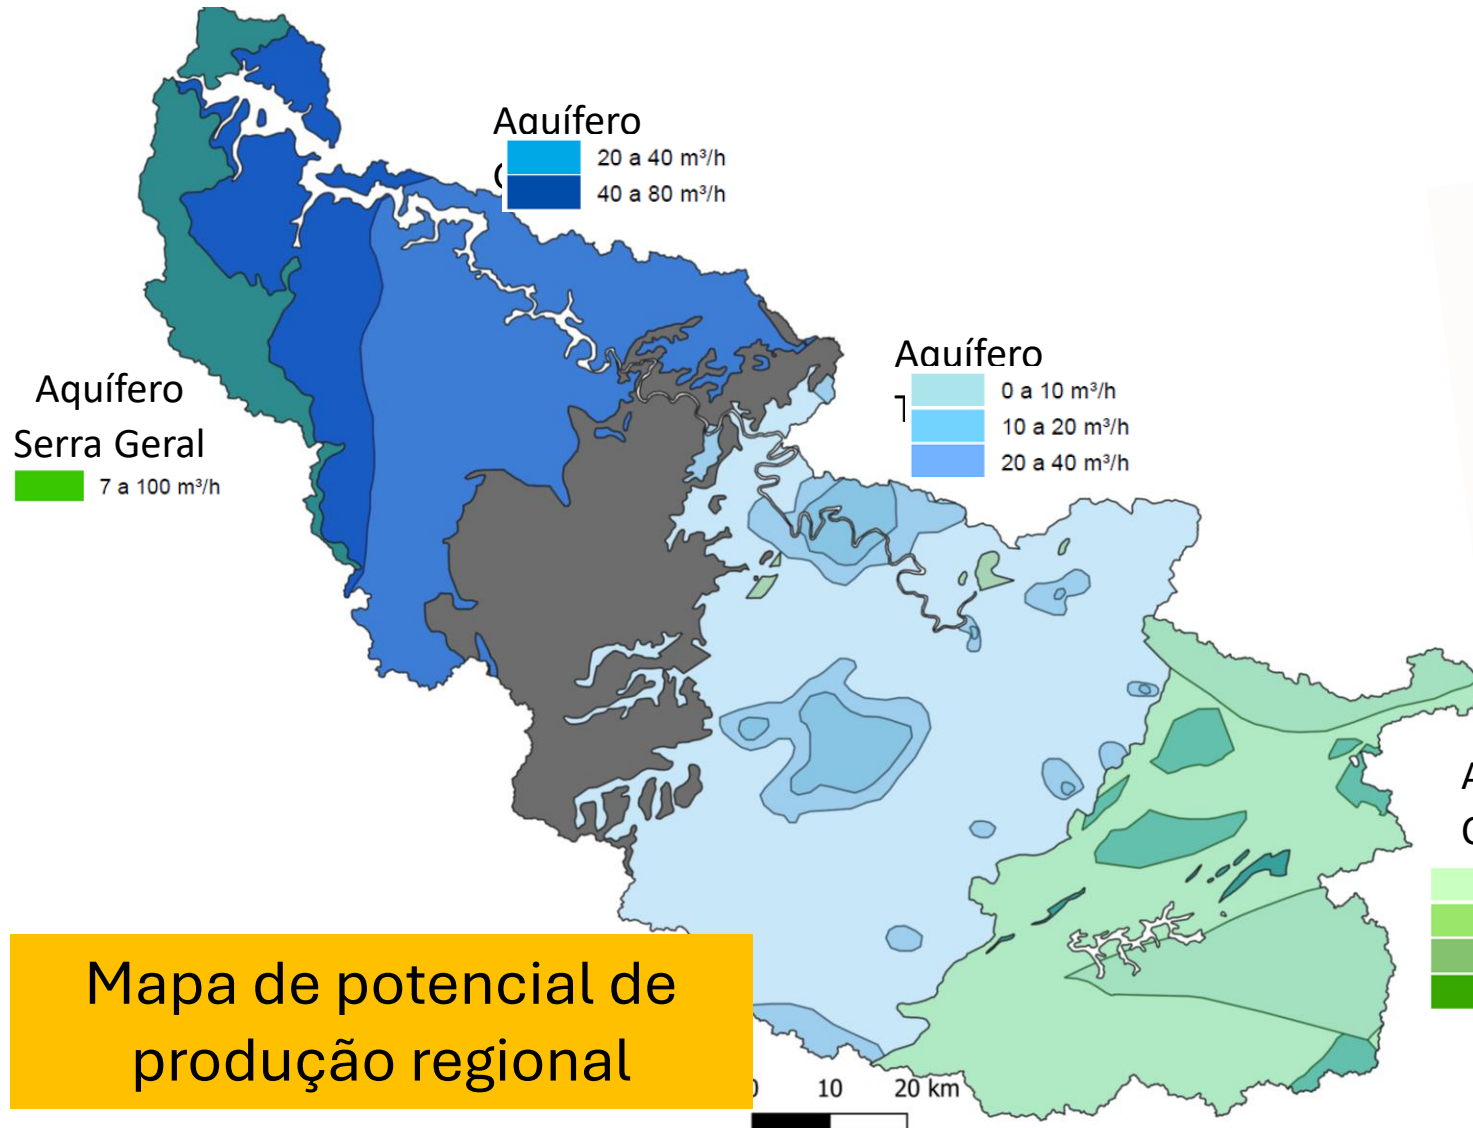 Aquífero
20 a 40 m³/h
40 a 80 m³/h
Aquífero
0 a 10 m³/h
10 a 20 m³/h
20 a 40 m³/h
Aquífero
Serra Geral
7 a 100 m³/h
Mapa de potencial de
produção regional
10 20 km